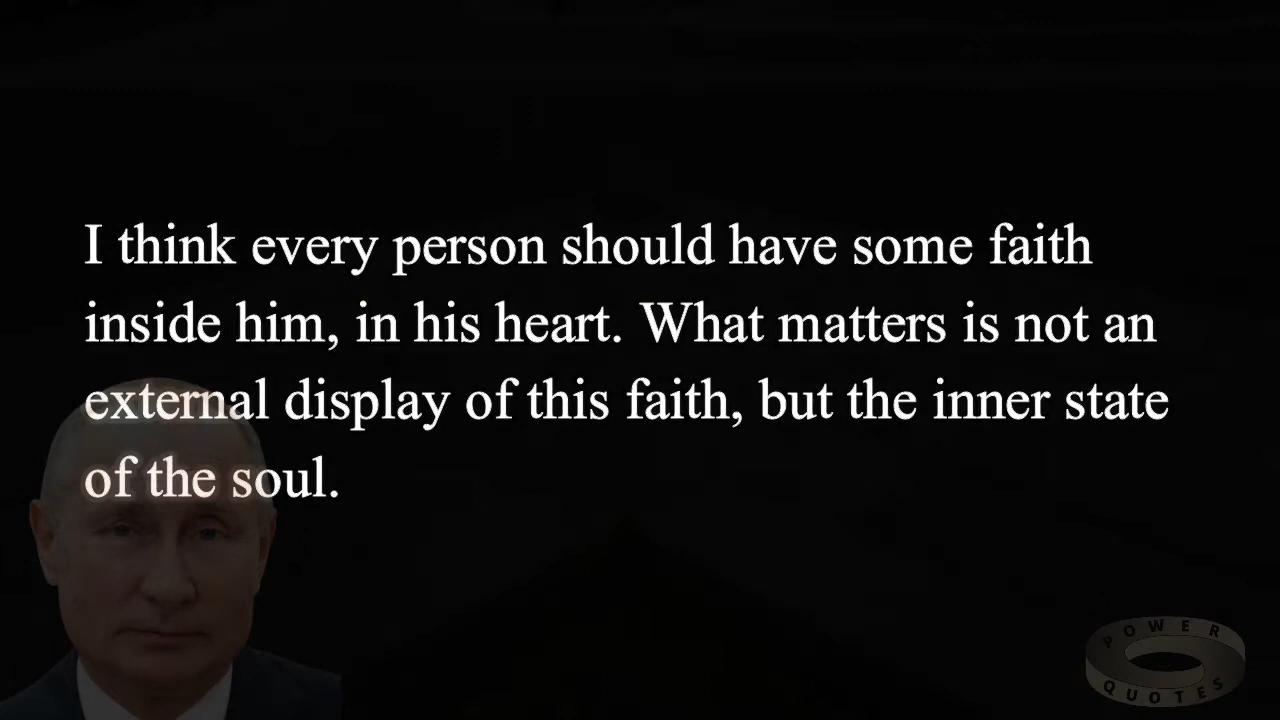 I think every person should have some faith
inside him, in his heart. What matters is not an
external display of this faith, but the inner state
of the soul.
POWER
QUOTES